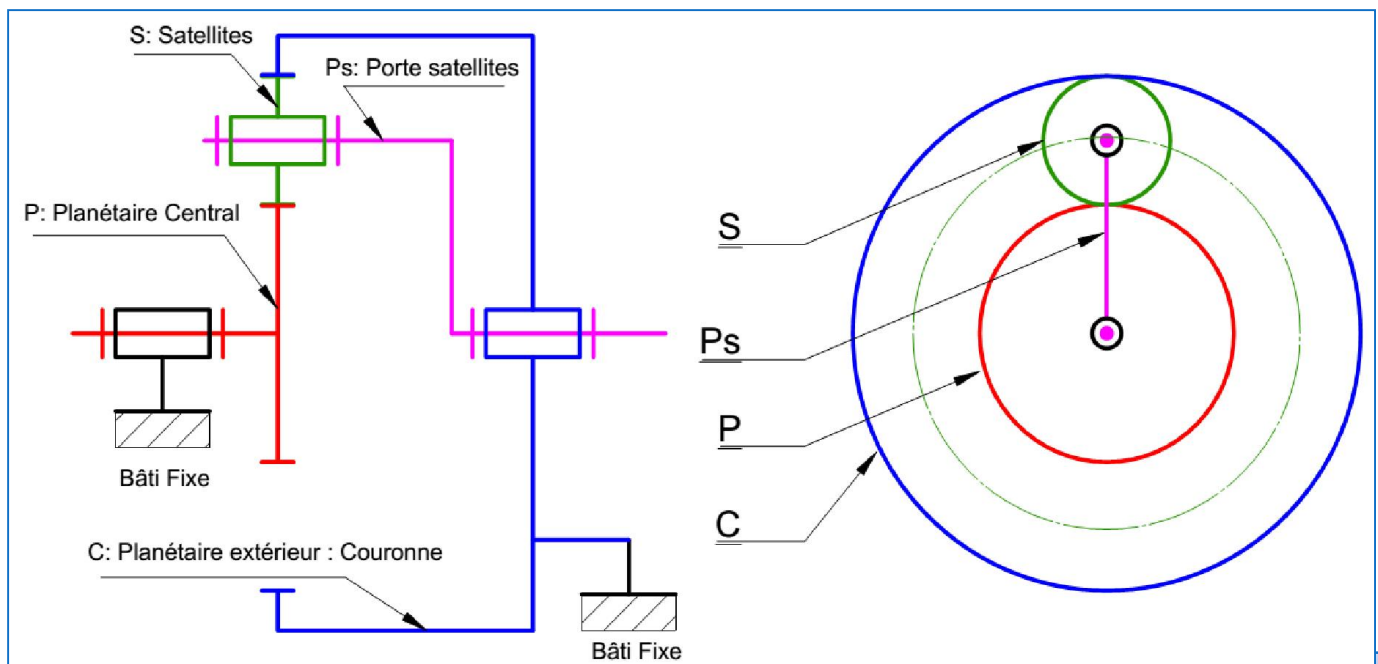 S: Satellites
Ps: Porte satellites
P: Planétaire Central
Bâti Fixe
C: Planétaire extérieur : Couronne
Bâti Fixe
S
Ps
P
C